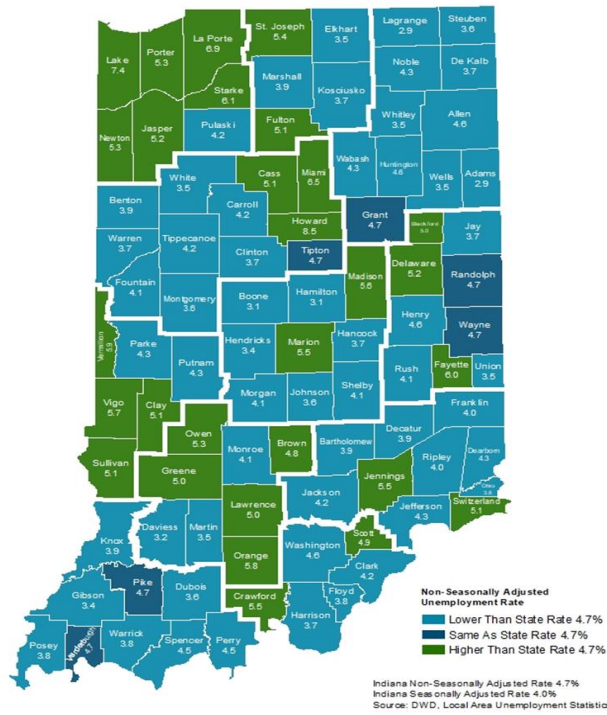 Lake
7.4
Porter
5.3
La Porte
6.9
St. Joseph
5.4
Elkhart
3.5
Lagrange
2.9
Steuben
3.6
Noble
4.3
De Kalb
3.7
Marshall
3.9
Kosciusko
3.7
Starke
6.1
Newton
5.3
Jasper
5.2
Pulaski
4.2
Fulton
5.1
Whitley
3.5
Allen
4.6
Wabash
4.3
Huntington
4.6
Wells
3.5
Adams
2.9
White
3.5
Cass
5.1
Miami
6.5
Benton
3.9
Carroll
4.2
Howard
8.5
Grant
4.7
Blackford
5.0
Jay
3.7
Warren
3.7
Tippecanoe
4.2
Clinton
3.7
Tipton
4.7
Madison
5.6
Delaware
5.2
Randolph
4.7
Fountain
4.1
Montgomery
3.6
Boone
3.1
Hamilton
3.1
Henry
4.6
Wayne
4.7
Vermillion
Parke
4.3
Putnam
4.3
Hendricks
3.4
Marion
5.5
Hancock
3.7
Rush
4.1
Fayette
6.0
Union
3.5
Vigo
5.7
Clay
5.1
Morgan
4.1
Johnson
3.6
Shelby
4.1
Franklin
4.0
Owen
5.3
Monroe
4.1
Brown
4.8
Bartholomew
3.9
Decatur
3.9
Ripley
4.0
Dearborn
4.3
Ohio
3.8
Sullivan
5.1
Greene
5.0
Jennings
5.5
Switzerland
5.1
Lawrence
5.0
Jackson
4.2
Jefferson
4.3
Knox
3.9
Daviess
3.2
Martin
3.5
Orange
5.8
Washington
4.6
Scott
4.9
Clark
4.2
Gibson
3.4
Pike
4.7
Dubois
3.6
Crawford
5.5
Harrison
3.7
Floyd
3.8
Posey
3.8
Vanderburgh
4.7
Warrick
3.8
Spencer
4.5
Perry
4.5
Non-Seasonally Adjusted
Unemployment Rate
Lower Than State Rate 4.7%
Same As State Rate 4.7%
Higher Than State Rate 4.7%
Indiana Non-Seasonally Adjusted Rate 4.7%
Indiana Seasonally Adjusted Rate 4.0%
Source: DWD, Local Area Unemployment Statistic